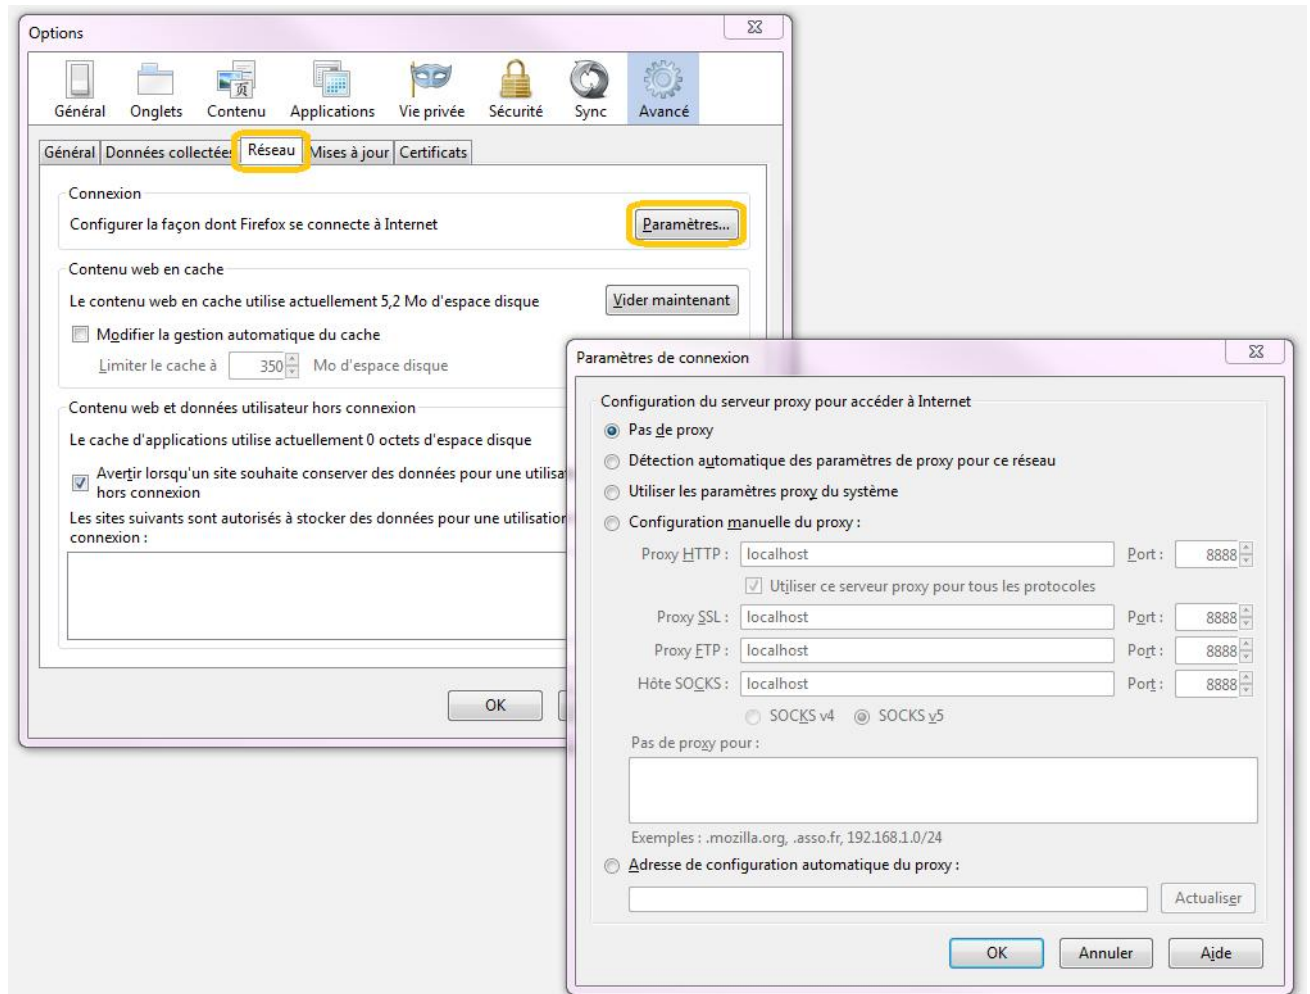 Options
Général Onglets Contenu Applications Vie privée Sécurité Sync Avancé
Général Données collectées Réseau Mises à jour Certificats
Connexion
Configurer la façon dont Firefox se connecte à Internet Paramètres...
Contenu web en cache
Le contenu web en cache utilise actuellement 5,2 Mo d'espace disque Vider maintenant
Modifier la gestion automatique du cache
Limiter le cache à 350 Mo d'espace disque
Contenu web et données utilisateur hors connexion
Le cache d'applications utilise actuellement 0 octets d'espace disque
Avertir lorsqu'un site souhaite conserver des données pour une utilisa
hors connexion
Les sites suivants sont autorisés à stocker des données pour une utilisation
connexion :
OK
Paramètres de connexion
Configuration du serveur proxy pour accéder à Internet
Pas de proxy
Détection automatique des paramètres de proxy pour ce réseau
Utiliser les paramètres proxy du système
Configuration manuelle du proxy :
Proxy HTTP : localhost Port : 8888
Utiliser ce serveur proxy pour tous les protocoles
Proxy SSL : localhost Port : 8888
Proxy FTP : localhost Port : 8888
Hôte SOCKS : localhost Port : 8888
SOCKS v4 SOCKS v5
Pas de proxy pour :
Exemples : .mozilla.org, .asso.fr, 192.168.1.0/24
Adresse de configuration automatique du proxy :
Actualiser
OK Annuler Aide